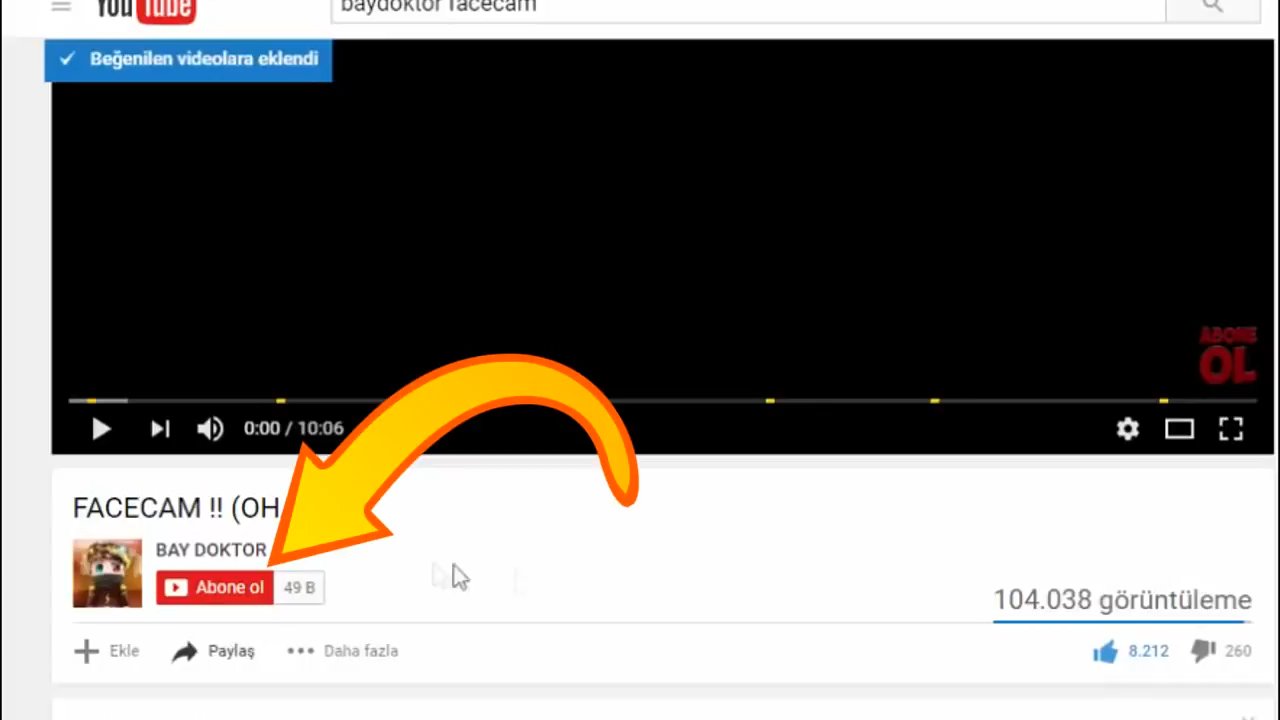 YouTube
baydoktor facecam
Beğenilen videolara eklendi
ABONE
OL
0:00 / 10:06
FACECAM !! (OH
BAY DOKTOR
Abone ol 49 B
104.038 görüntüleme
Ekle Paylaş Daha fazla
8.212 260